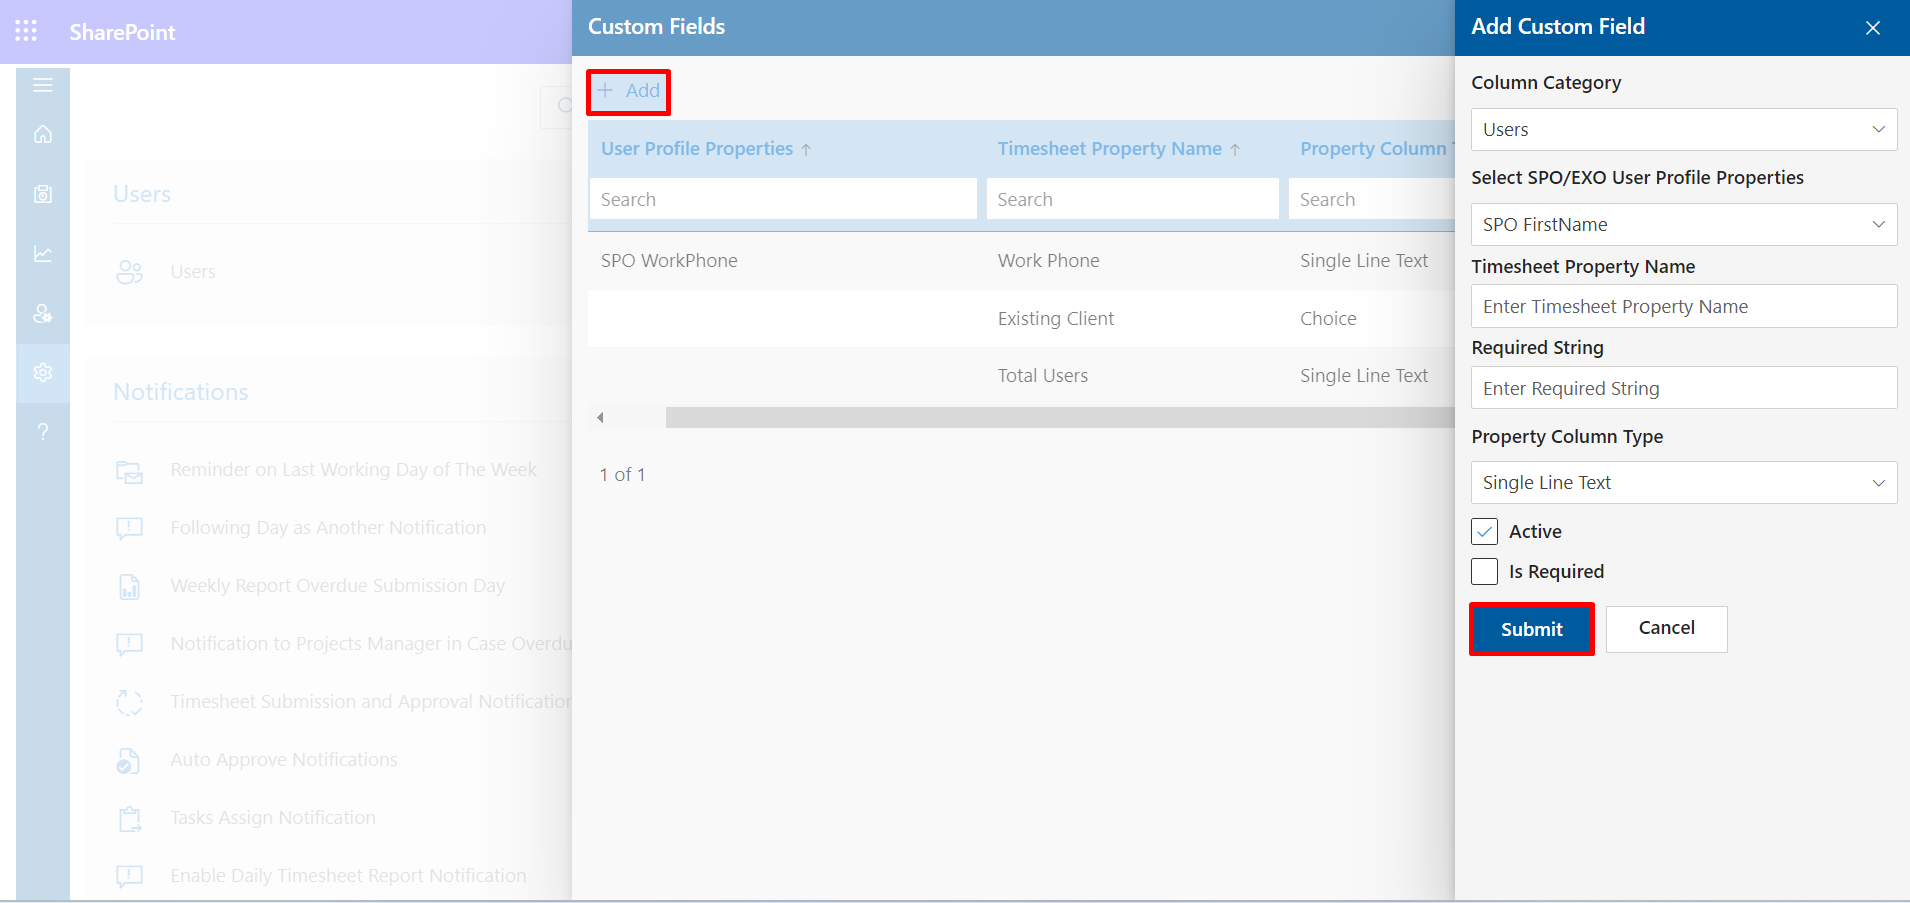 SharePoint
Users
Users
Notifications
Reminder on Last Working Day of The Week
Following Day as Another Notification
Weekly Report Overdue Submission Day
Notification to Projects Manager in Case Overdu
Timesheet Submission and Approval Notification
Auto Approve Notifications
Tasks Assign Notification
Enable Daily Timesheet Report Notification
Custom Fields
+ Add
User Profile Properties ↑ Timesheet Property Name ↑ Property Column T
Search Search Search
SPO WorkPhone Work Phone Single Line Text
Existing Client Choice
Total Users Single Line Text
1 of 1
Add Custom Field
Column Category
Users
Select SPO/EXO User Profile Properties
SPO FirstName
Timesheet Property Name
Enter Timesheet Property Name
Required String
Enter Required String
Property Column Type
Single Line Text
Active
Is Required
Submit Cancel